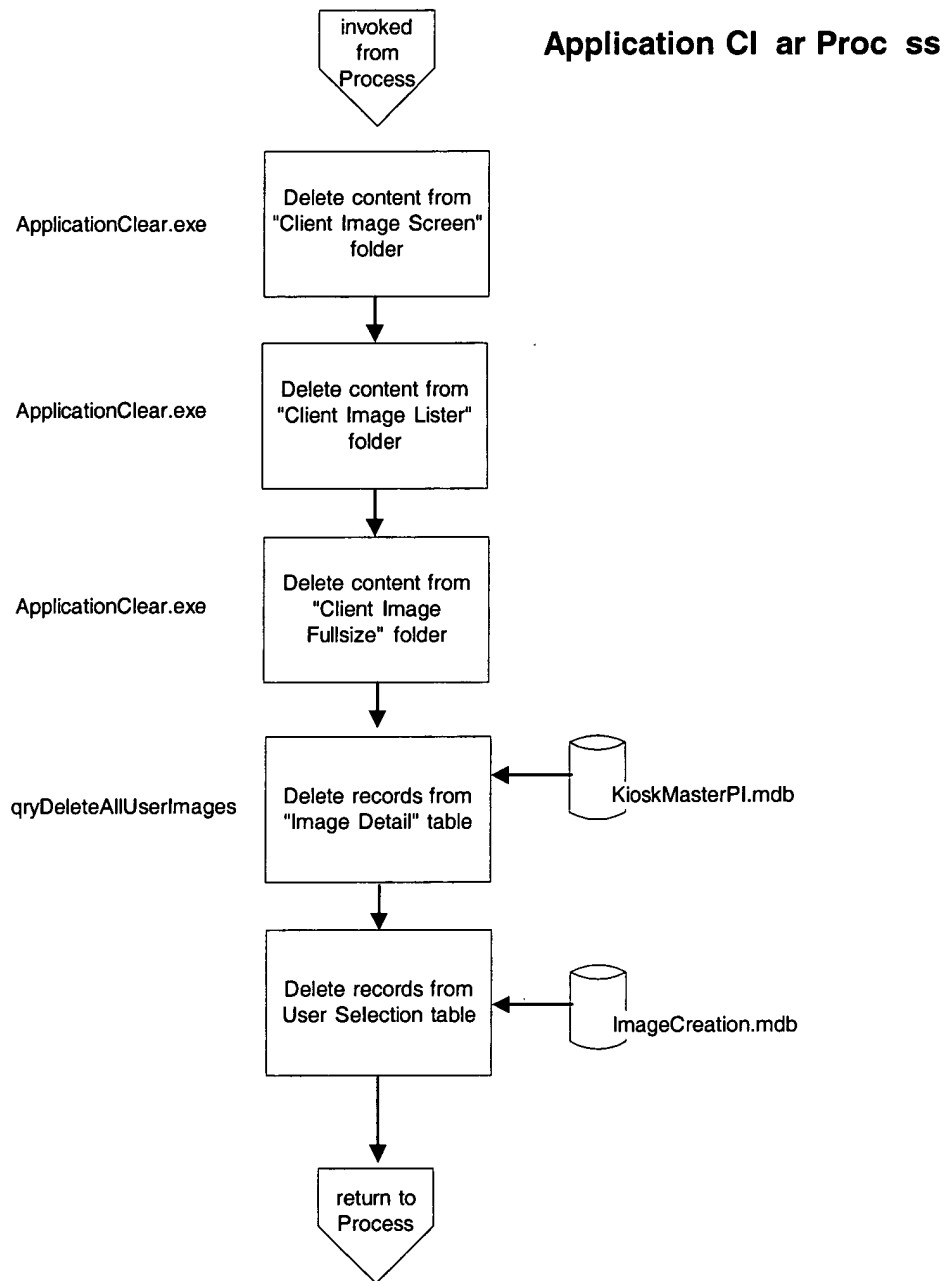 invoked
from
Process
Application Cl ar Proc ss
ApplicationClear.exe
Delete content from
"Client Image Screen"
folder
ApplicationClear.exe
Delete content from
"Client Image Lister"
folder
ApplicationClear.exe
Delete content from
"Client Image
Fullsize" folder
qryDeleteAllUserImages
Delete records from
"Image Detail" table
KioskMasterPI.mdb
Delete records from
User Selection table
ImageCreation.mdb
return to
Process